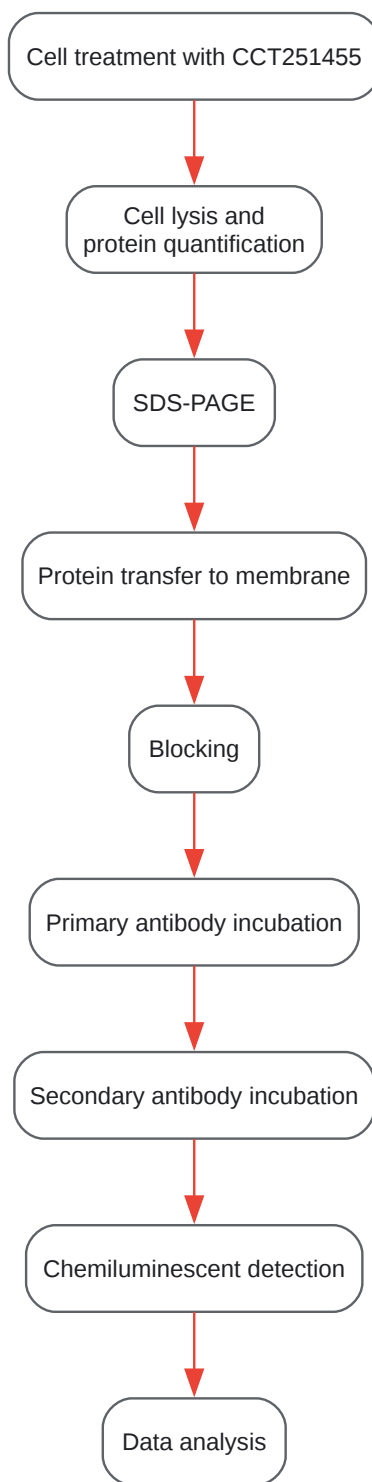 Cell treatment with CCT251455
Cell lysis and
protein quantification
SDS-PAGE
Protein transfer to membrane
Blocking
Primary antibody incubation
Secondary antibody incubation
Chemiluminescent detection
Data analysis